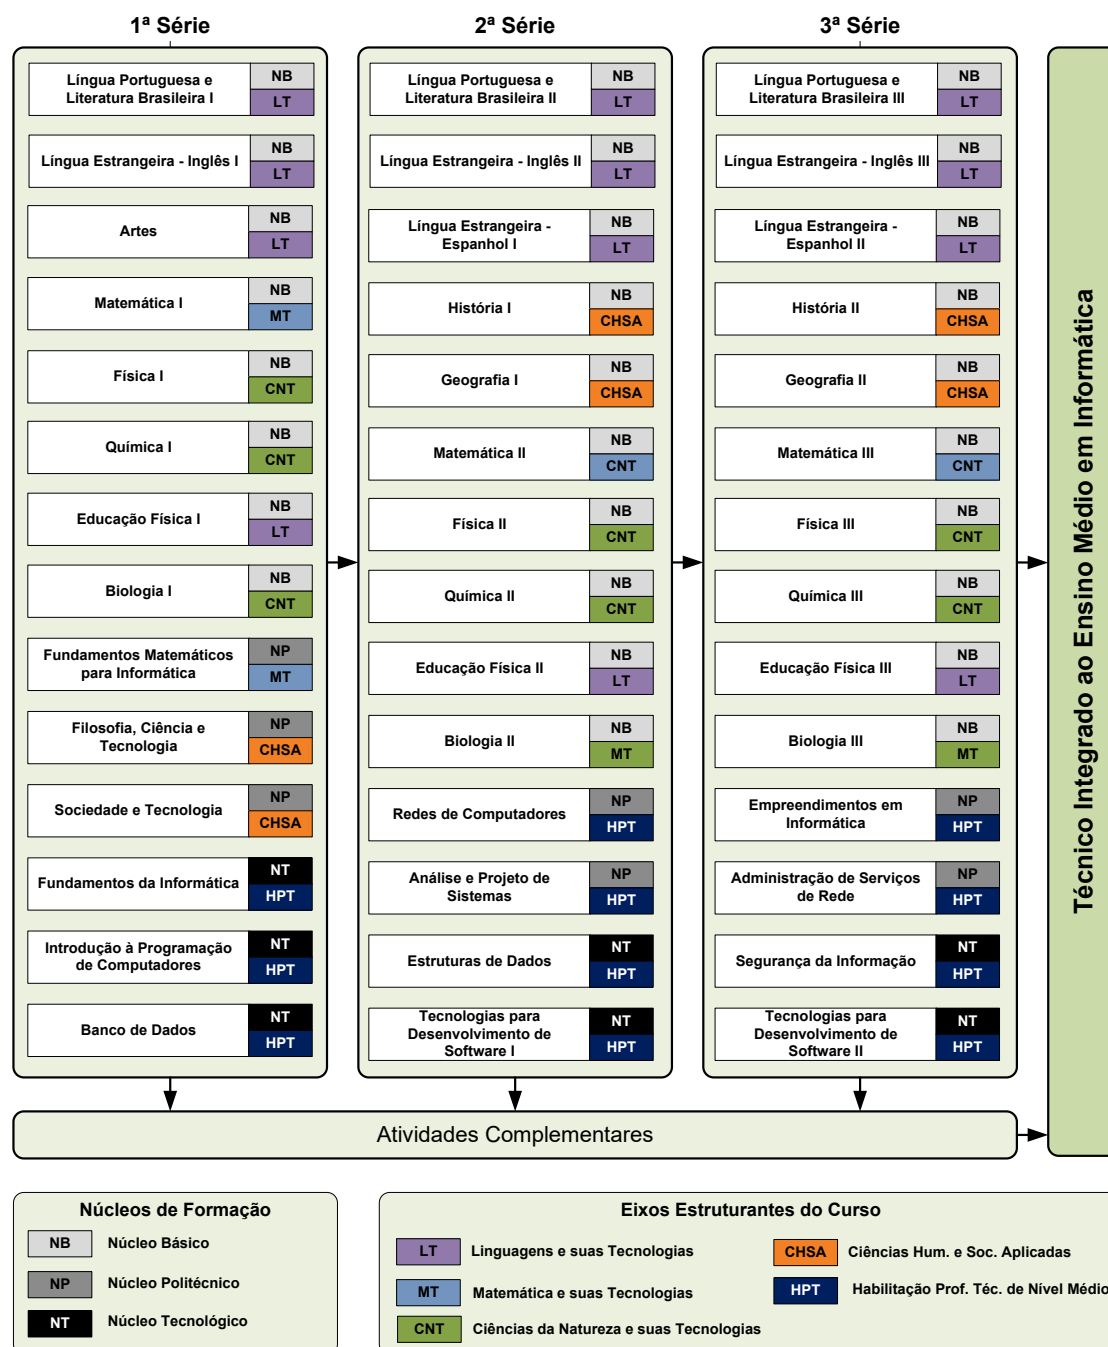 1ª Série
Língua Portuguesa e
Literatura Brasileira I
NB
LT
Língua Estrangeira - Inglês I
NB
LT
Artes
NB
LT
Matemática I
NB
MT
Física I
NB
CNT
Química I
NB
CNT
Educação Física I
NB
LT
Biologia I
NB
CNT
Fundamentos Matemáticos
para Informática
NP
MT
Filosofia, Ciência e
Tecnologia
NP
CHSA
Sociedade e Tecnologia
NP
CHSA
Fundamentos da Informática
NT
HPT
Introdução à Programação
de Computadores
NT
HPT
Banco de Dados
NT
HPT
2ª Série
Língua Portuguesa e
Literatura Brasileira II
NB
LT
Língua Estrangeira - Inglês II
NB
LT
Língua Estrangeira -
Espanhol I
NB
LT
História I
NB
CHSA
Geografia I
NB
CHSA
Matemática II
NB
CNT
Física II
NB
CNT
Química II
NB
CNT
Educação Física II
NB
LT
Biologia II
NB
MT
Redes de Computadores
NP
HPT
Análise e Projeto de
Sistemas
NP
HPT
Estruturas de Dados
NT
HPT
Tecnologias para
Desenvolvimento de
Software I
NT
HPT
3ª Série
Língua Portuguesa e
Literatura Brasileira III
NB
LT
Língua Estrangeira - Inglês III
NB
LT
Língua Estrangeira -
Espanhol II
NB
LT
História II
NB
CHSA
Geografia II
NB
CHSA
Matemática III
NB
CNT
Física III
NB
CNT
Química III
NB
CNT
Educação Física III
NB
LT
Biologia III
NB
MT
Empreendimentos em
Informática
NP
HPT
Administração de Serviços
de Rede
NP
HPT
Segurança da Informação
NT
HPT
Tecnologias para
Desenvolvimento de
Software II
NT
HPT
Técnico Integrado ao Ensino Médio em Informática
Atividades Complementares
Núcleos de Formação
NB Núcleo Básico
NP Núcleo Politécnico
NT Núcleo Tecnológico
Eixos Estruturantes do Curso
LT Linguagens e suas Tecnologias
MT Matemática e suas Tecnologias
CNT Ciências da Natureza e suas Tecnologias
CHSA Ciências Hum. e Soc. Aplicadas
HPT Habilitação Prof. Téc. de Nível Médio